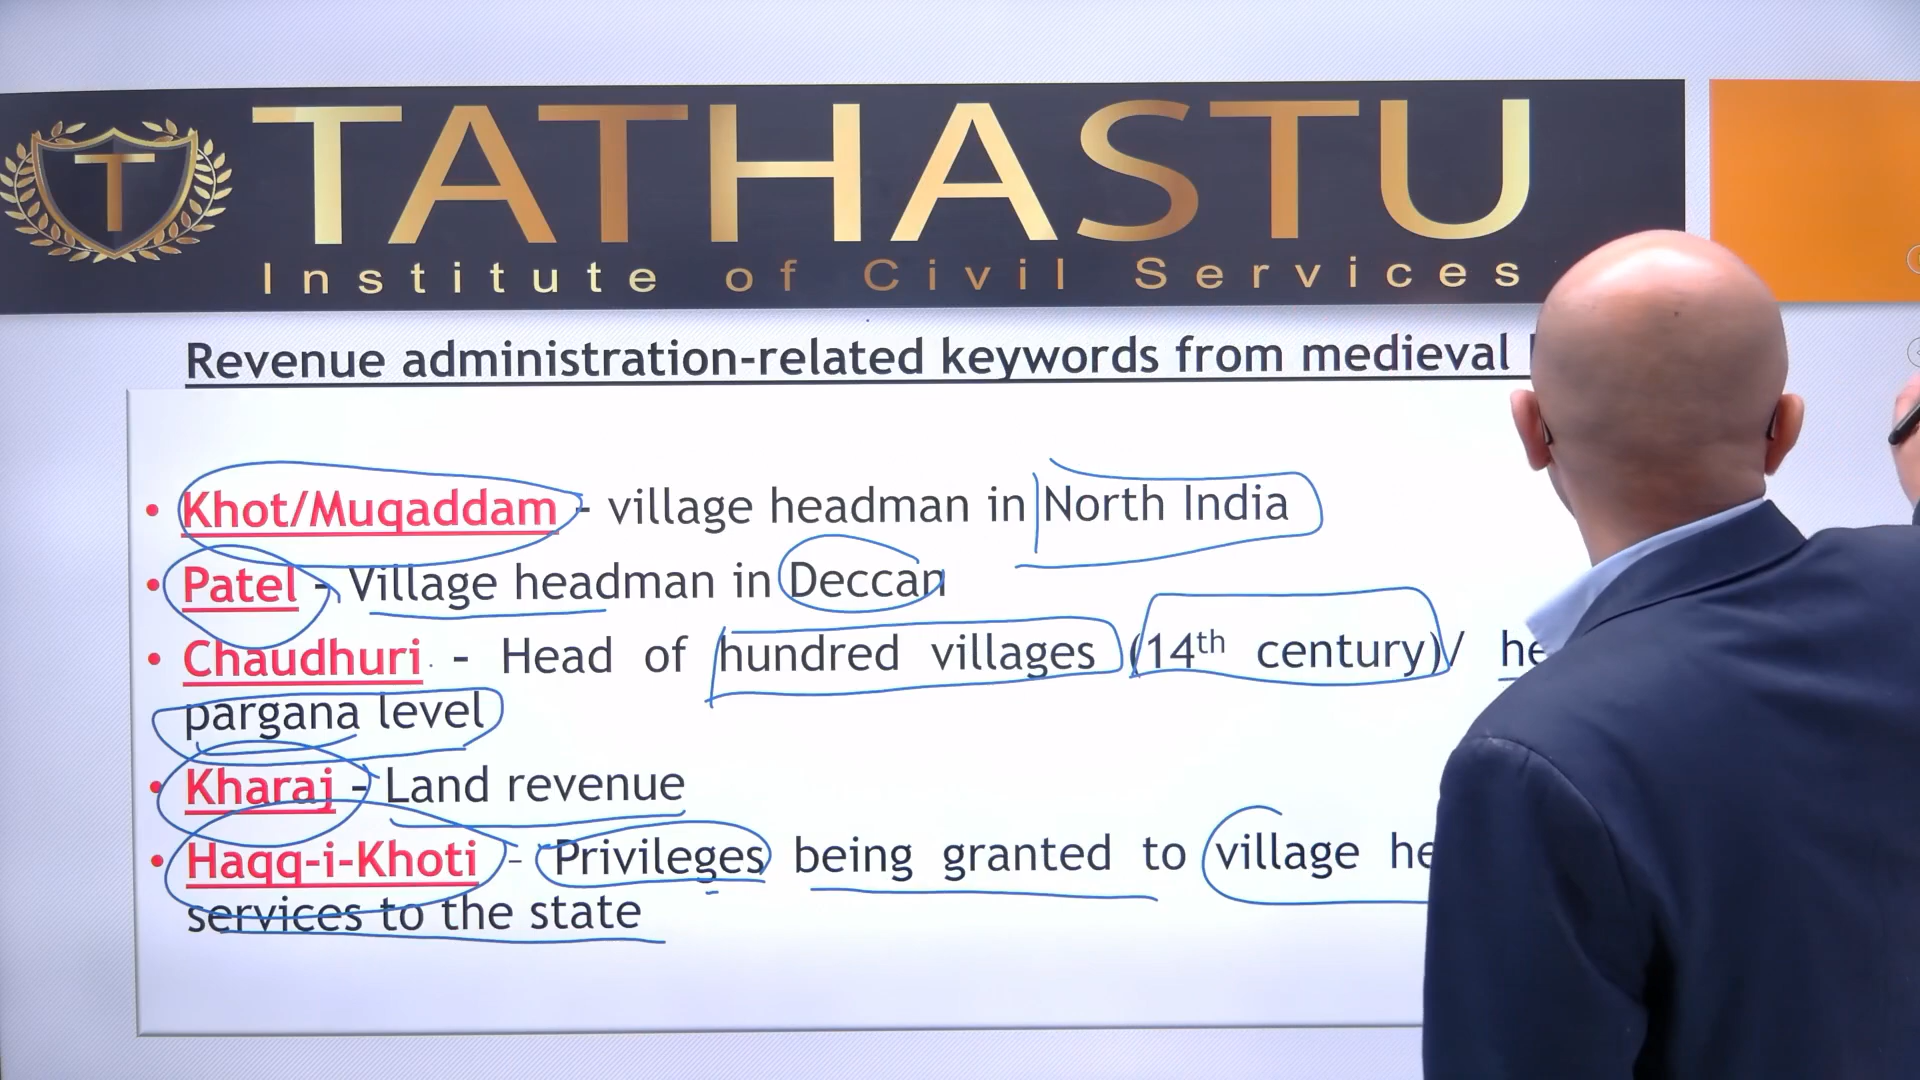 TATHASTU
Institute of Civil Services
T
Revenue administration-related keywords from medieval
• Khot/Muqaddam - village headman in North India
• Patel - Village headman in Deccan
• Chaudhuri - Head of hundred villages (14th century)/
pargana level
• Kharaj - Land revenue
• Haqq-i-Khoti - Privileges being granted to village
services to the state